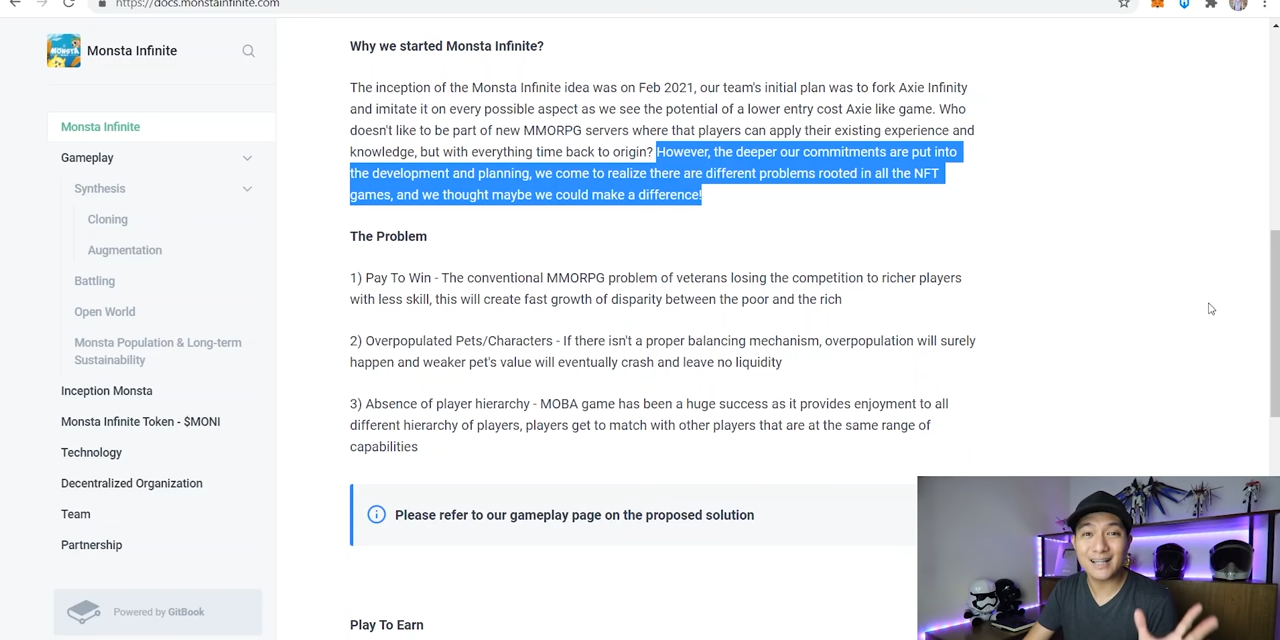 https://docs.monstainfinite.com
Monsta Infinite
Monsta Infinite
Gameplay
Synthesis
Cloning
Augmentation
Battling
Open World
Monsta Population & Long-term
Sustainability
Inception Monsta
Monsta Infinite Token - $MONI
Technology
Decentralized Organization
Team
Partnership
Powered by GitBook
Why we started Monsta Infinite?
The inception of the Monsta Infinite idea was on Feb 2021, our team's initial plan was to fork Axie Infinity
and imitate it on every possible aspect as we see the potential of a lower entry cost Axie like game. Who
doesn't like to be part of new MMORPG servers where that players can apply their existing experience and
knowledge, but with everything time back to origin? However, the deeper our commitments are put into
the development and planning, we come to realize there are different problems rooted in all the NFT
games, and we thought maybe we could make a difference!
The Problem
1) Pay To Win - The conventional MMORPG problem of veterans losing the competition to richer players
with less skill, this will create fast growth of disparity between the poor and the rich
2) Overpopulated Pets/Characters - If there isn't a proper balancing mechanism, overpopulation will surely
happen and weaker pet's value will eventually crash and leave no liquidity
3) Absence of player hierarchy - MOBA game has been a huge success as it provides enjoyment to all
different hierarchy of players, players get to match with other players that are at the same range of
capabilities
Please refer to our gameplay page on the proposed solution
Play To Earn